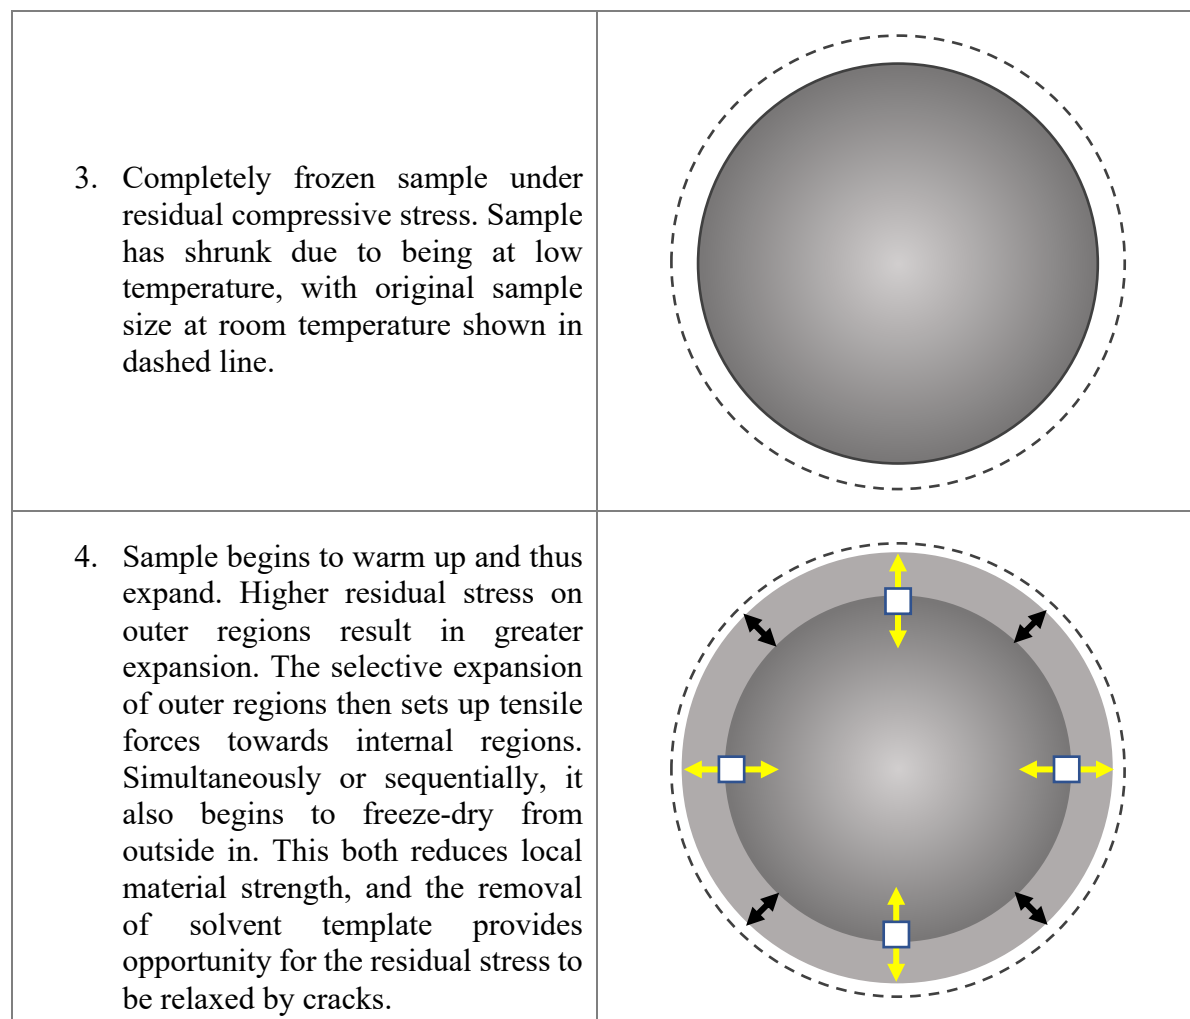 3. Completely frozen sample under
residual compressive stress. Sample
has shrunk due to being at low
temperature, with original sample
size at room temperature shown in
dashed line.
4. Sample begins to warm up and thus
expand. Higher residual stress on
outer regions result in greater
expansion. The selective expansion
of outer regions then sets up tensile
forces towards internal regions.
Simultaneously or sequentially, it
also begins to freeze-dry from
outside in. This both reduces local
material strength, and the removal
of solvent template provides
opportunity for the residual stress to
be relaxed by cracks.